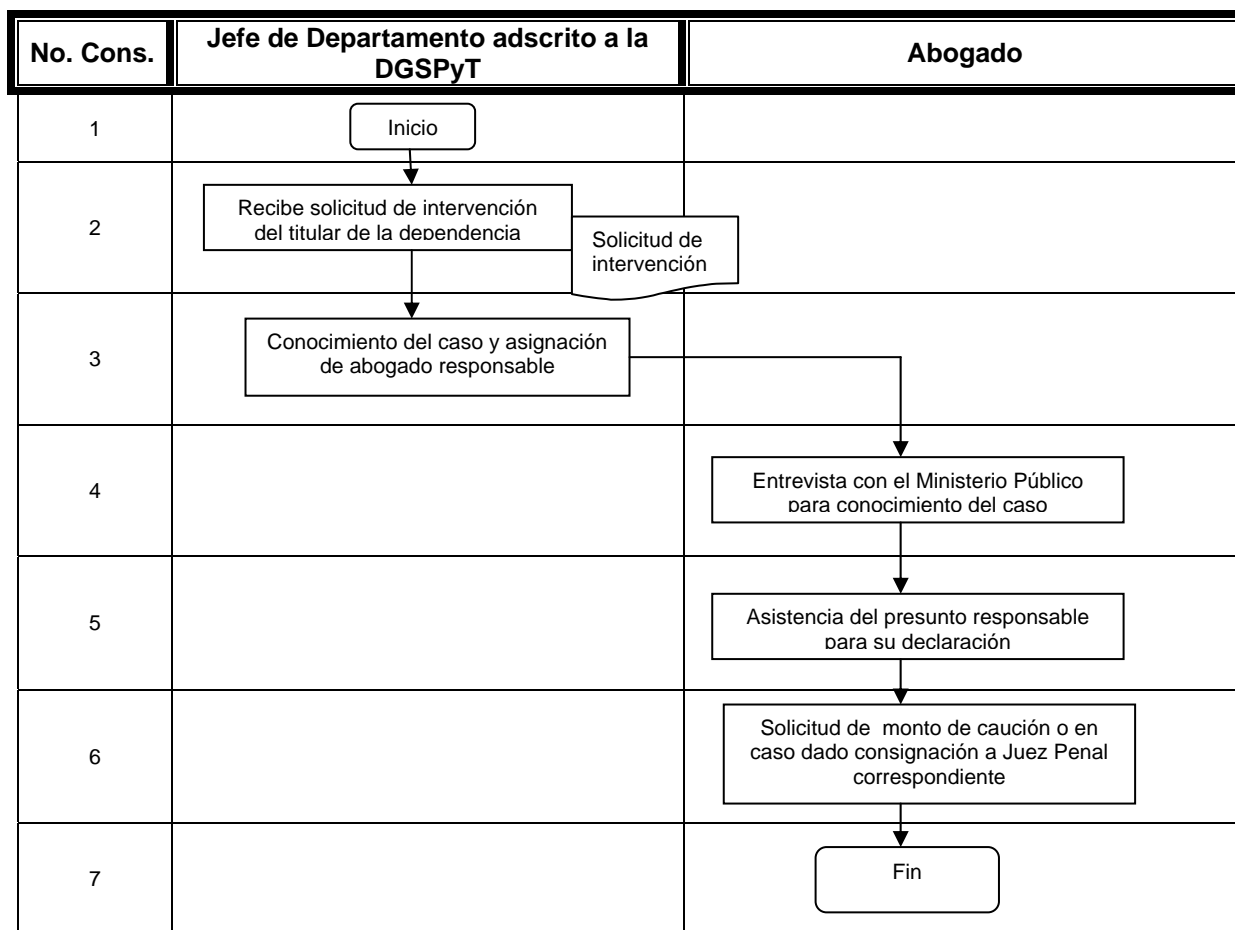 No. Cons.
Jefe de Departamento adscrito a la
DGSPyT
Abogado
1
Inicio
2
Recibe solicitud de intervención
del titular de la dependencia
Solicitud de
intervención
3
Conocimiento del caso y asignación
de abogado responsable
4
Entrevista con el Ministerio Público
para conocimiento del caso
5
Asistencia del presunto responsable
para su declaración
6
Solicitud de monto de caución o en
caso dado consignación a Juez Penal
correspondiente
7
Fin